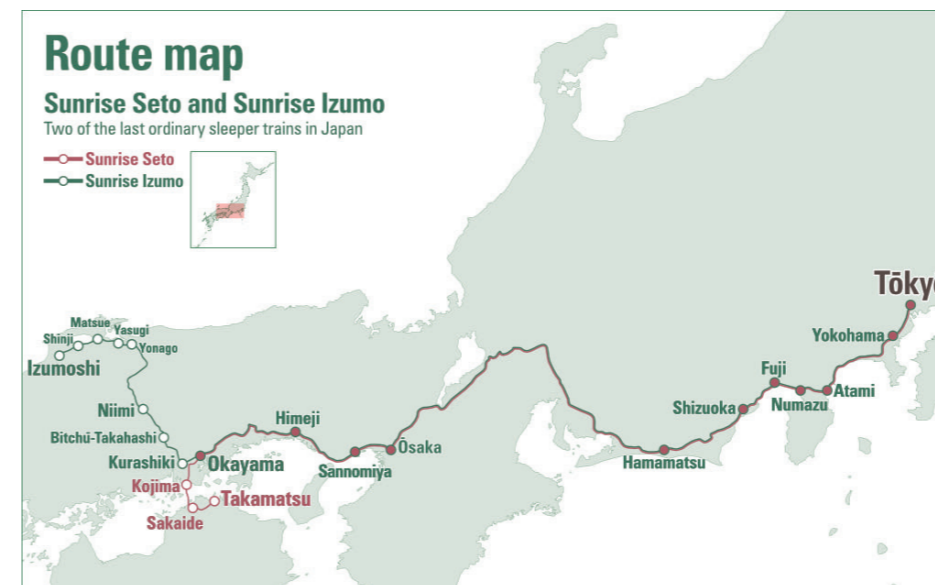 Route map
Sunrise Seto and Sunrise Izumo
Two of the last ordinary sleeper trains in Japan
Sunrise Seto
Sunrise Izumo
Tōkyo
Yokohama
Atami
Numazu
Fuji
Shizuoka
Hamamatsu
Ōsaka
Sannomiya
Himeji
Okayama
Kurashiki
Bitchū-Takahashi
Niimi
Yonago
Yasugi
Matsue
Shinji
Izumoshi
Kojima
Sakaide
Takamatsu